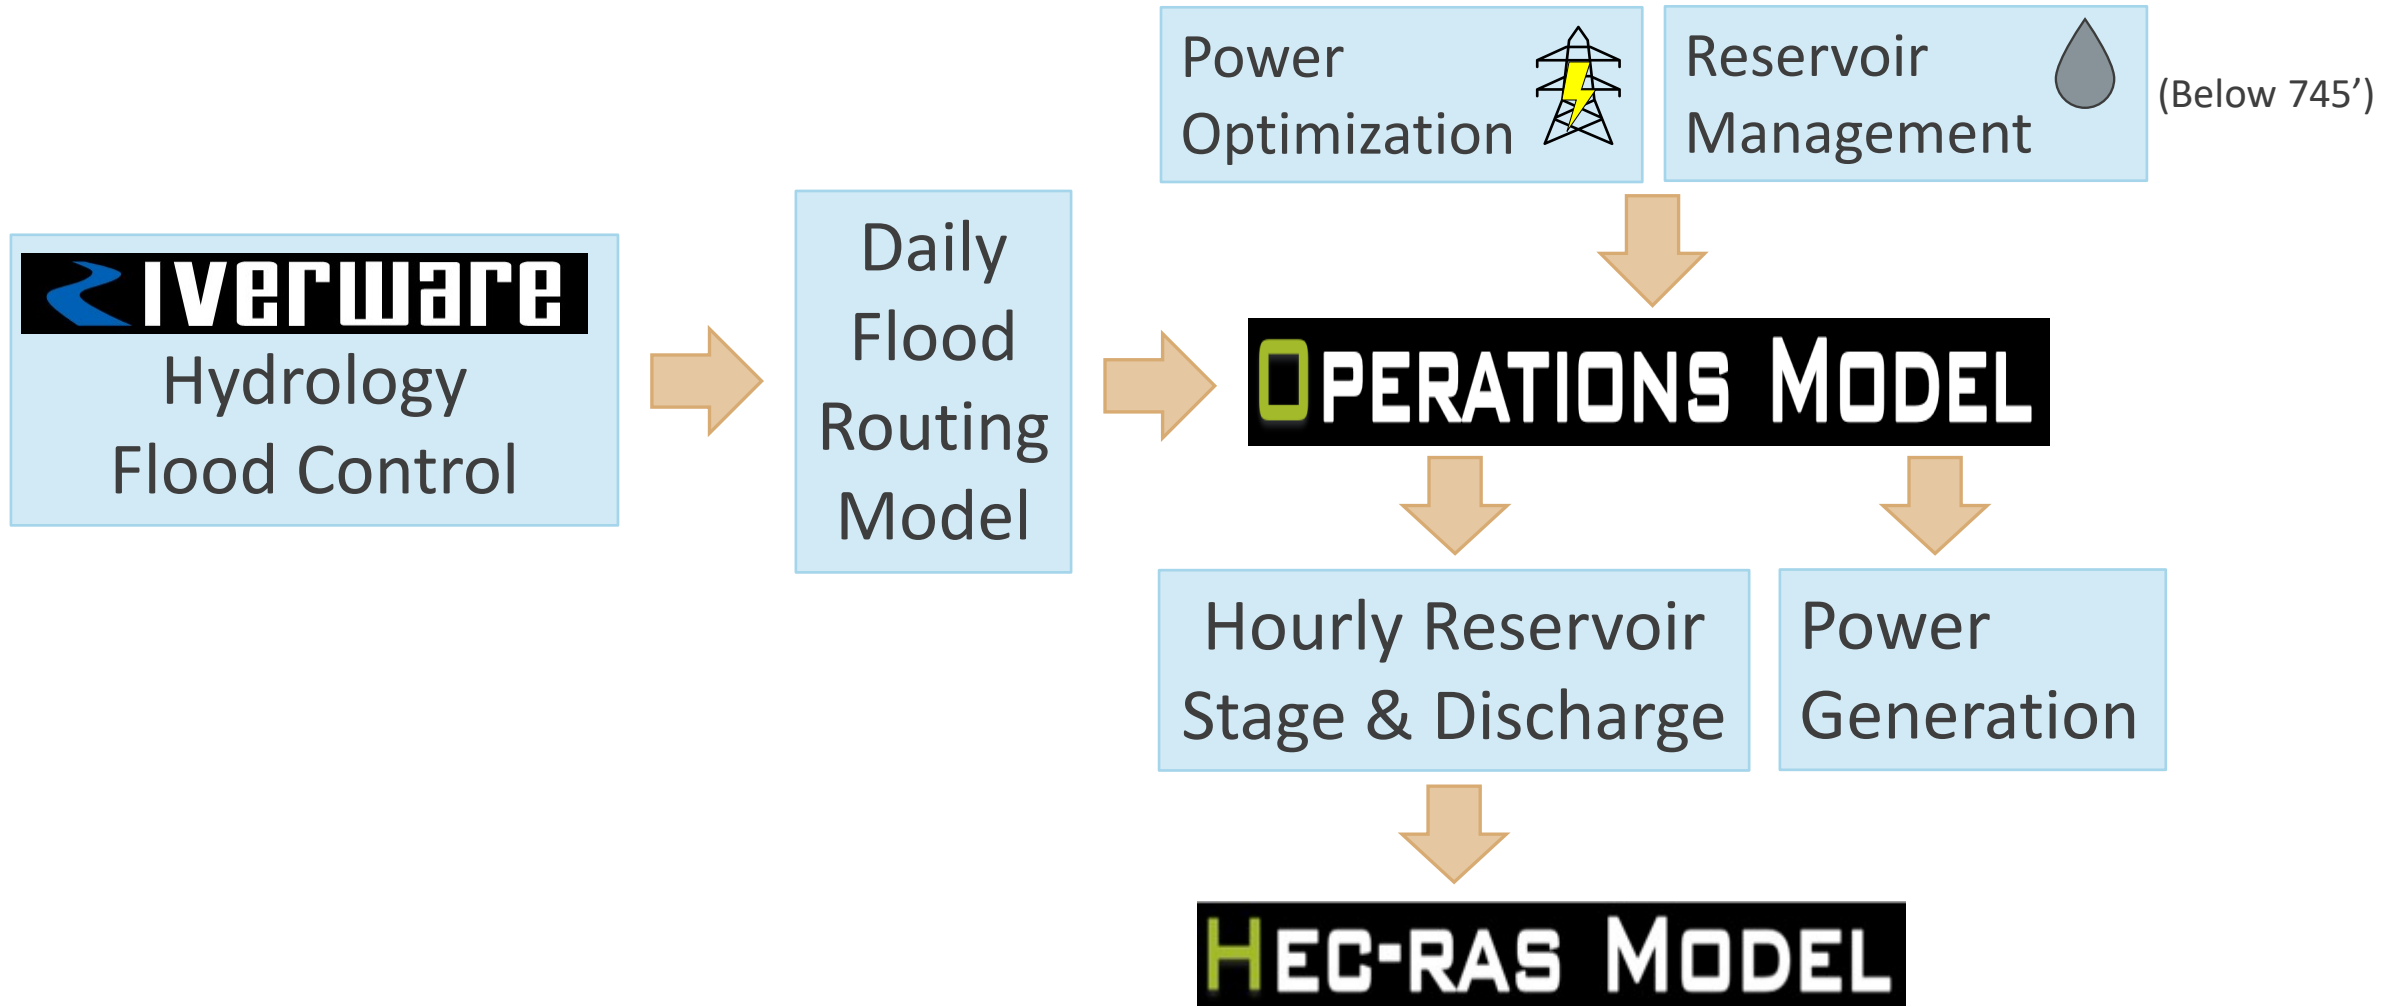 Power
Optimization
Reservoir
Management
(Below 745’)
Riverware
Hydrology
Flood Control
Daily
Flood
Routing
Model
Operations Model
Hourly Reservoir
Stage & Discharge
Power
Generation
Hec-ras Model